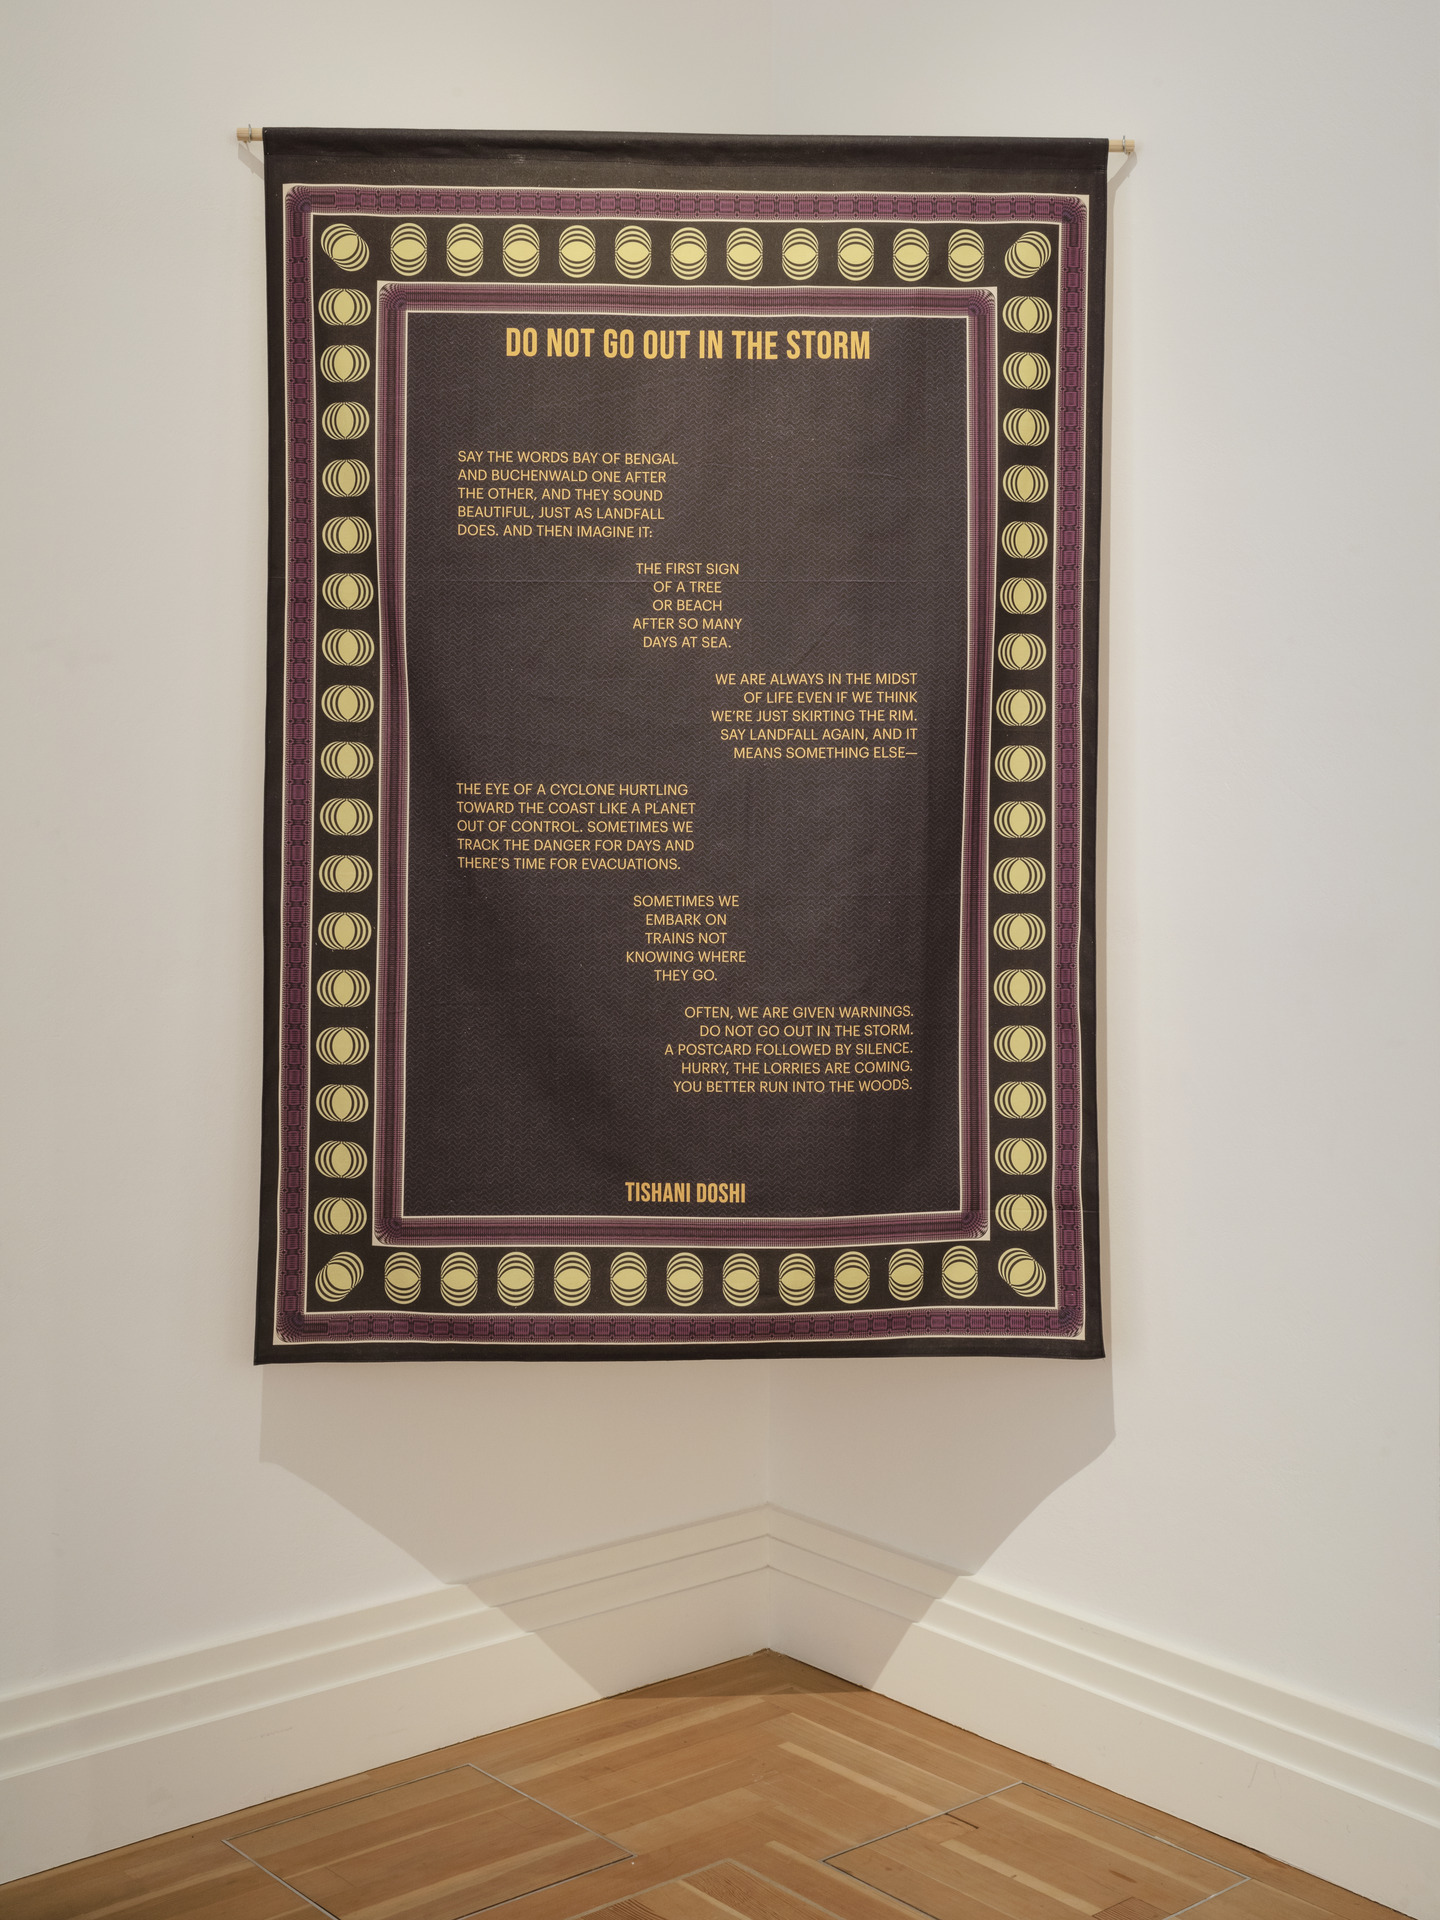 DO NOT GO OUT IN THE STORM
SAY THE WORDS BAY OF BENGAL
AND BUCHENWALD ONE AFTER
THE OTHER, AND THEY SOUND
BEAUTIFUL, JUST AS LANDFALL
DOES. AND THEN IMAGINE IT:
THE FIRST SIGN
OF A TREE
OR BEACH
AFTER SO MANY
DAYS AT SEA.
WE ARE ALWAYS IN THE MIDST
OF LIFE EVEN IF WE THINK
WE'RE JUST SKIRTING THE RIM.
SAY LANDFALL AGAIN, AND IT
MEANS SOMETHING ELSE—
THE EYE OF A CYCLONE HURTLING
TOWARD THE COAST LIKE A PLANET
OUT OF CONTROL. SOMETIMES WE
TRACK THE DANGER FOR DAYS AND
THERE'S TIME FOR EVACUATIONS.
SOMETIMES WE
EMBARK ON
TRAINS NOT
KNOWING WHERE
THEY GO.
OFTEN, WE ARE GIVEN WARNINGS.
DO NOT GO OUT IN THE STORM.
A POSTCARD FOLLOWED BY SILENCE.
HURRY, THE LORRIES ARE COMING.
YOU BETTER RUN INTO THE WOODS.
TISHANI DOSHI